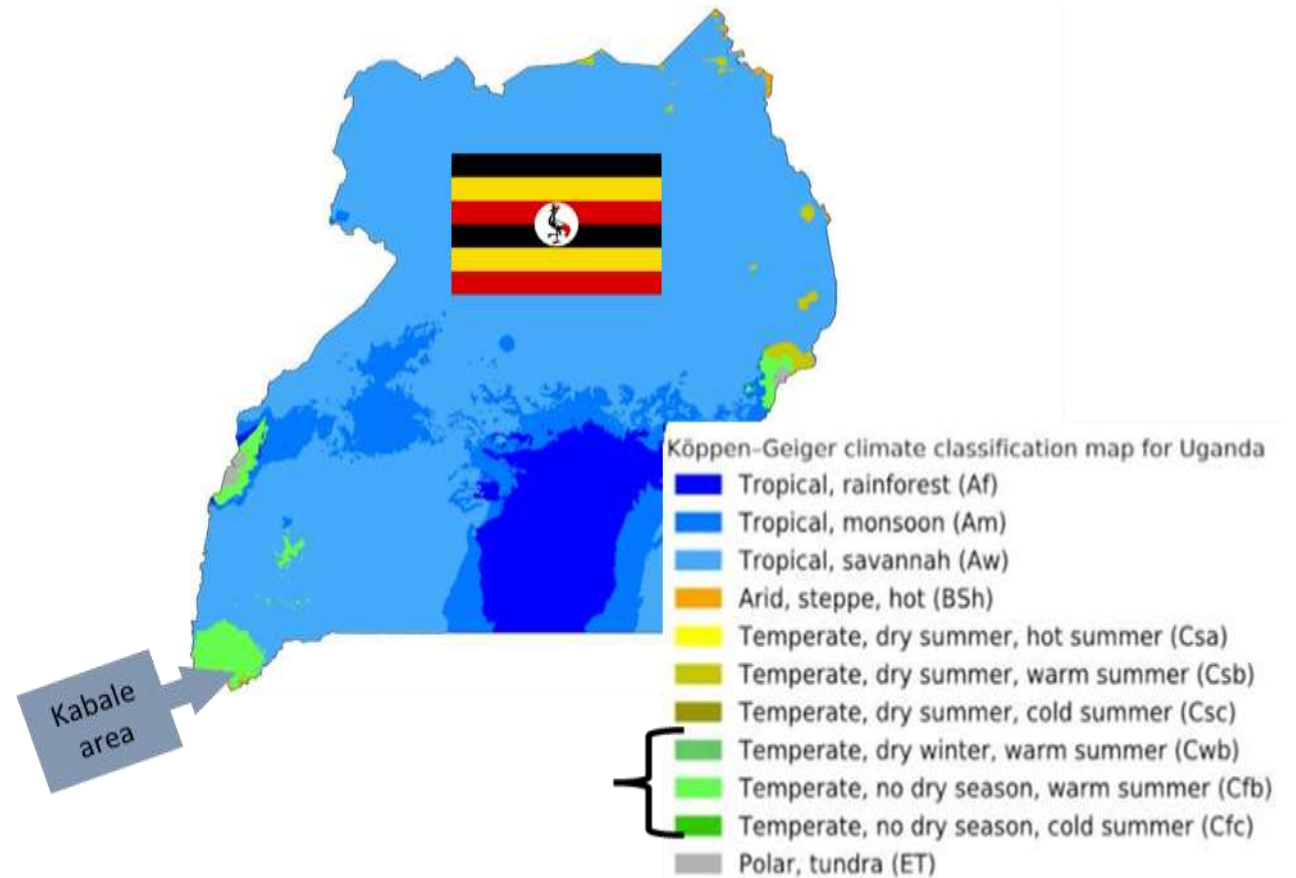 Kabale
area
Köppen–Geiger climate classification map for Uganda
Tropical, rainforest (Af)
Tropical, monsoon (Am)
Tropical, savannah (Aw)
Arid, steppe, hot (BSh)
Temperate, dry summer, hot summer (Csa)
Temperate, dry summer, warm summer (Csb)
Temperate, dry summer, cold summer (Csc)
Temperate, dry winter, warm summer (Cwb)
Temperate, no dry season, warm summer (Cfb)
Temperate, no dry season, cold summer (Cfc)
Polar, tundra (ET)